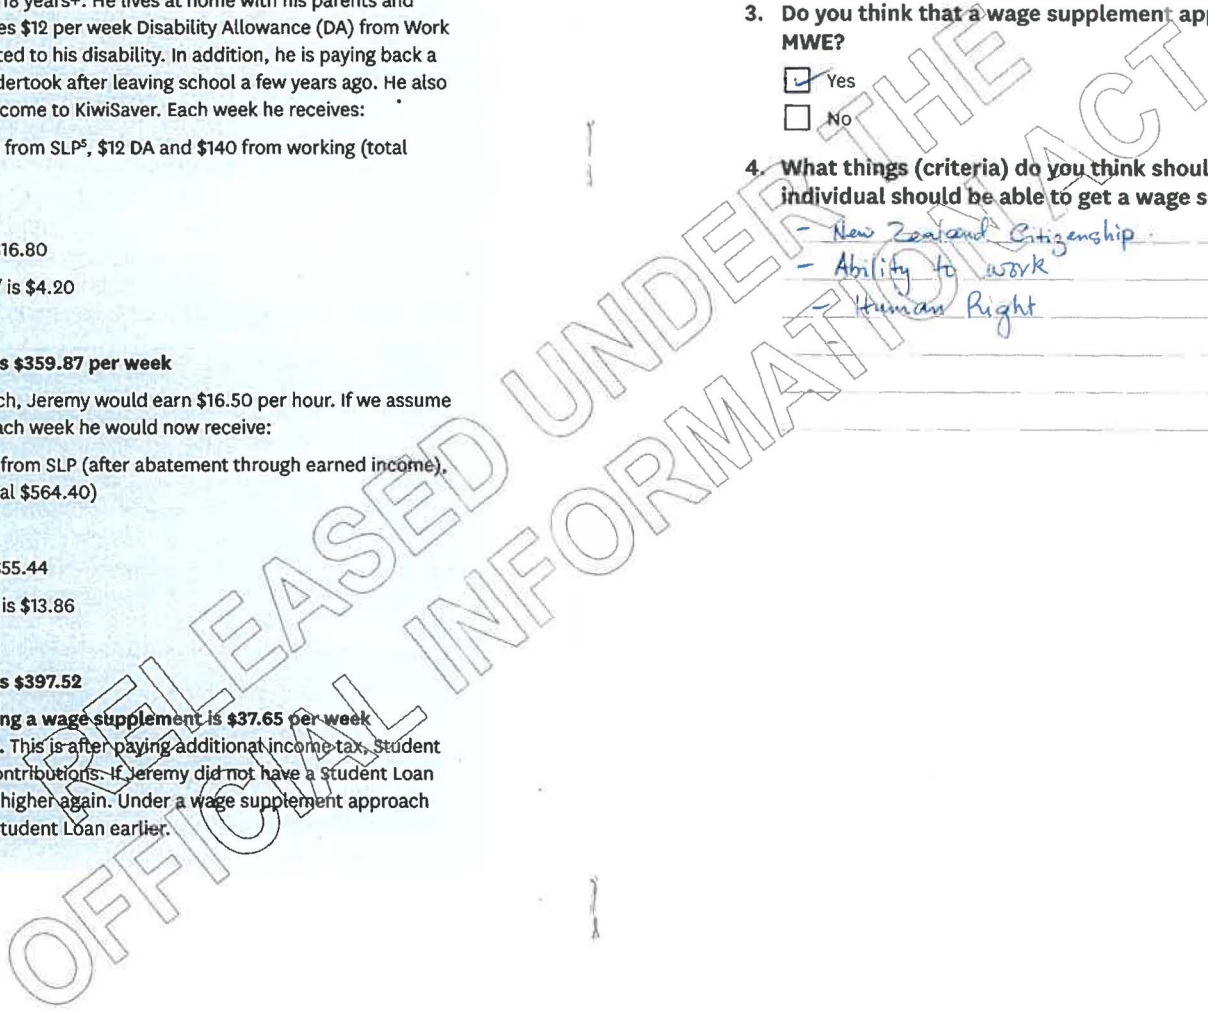 18 years+. He lives at home with his parents and
es $12 per week Disability Allowance (DA) from Work
ted to his disability. In addition, he is paying back a
dertook after leaving school a few years ago. He also
come to KiwiSaver. Each week he receives:
from SLP⁵, $12 DA and $140 from working (total
16.80
is $4.20
s $359.87 per week
ch, Jeremy would earn $16.50 per hour. If we assume
ach week he would now receive:
from SLP (after abatement through earned income),
al $564.40)
55.44
is $13.86
s $397.52
ng a wage supplement is $37.65 per week
. This is after paying additional income tax, Student
ontributions. If Jeremy did not have a Student Loan
higher again. Under a wage supplement approach
tudent Loan earlier.
3. Do you think that a wage supplement ap
MWE?
Yes
No
4. What things (criteria) do you think shoul
individual should be able to get a wage s
- New Zealand Citizenship.
- Ability to work
- Human Right
RELEASED UNDER THE
OFFICIAL INFORMATION ACT